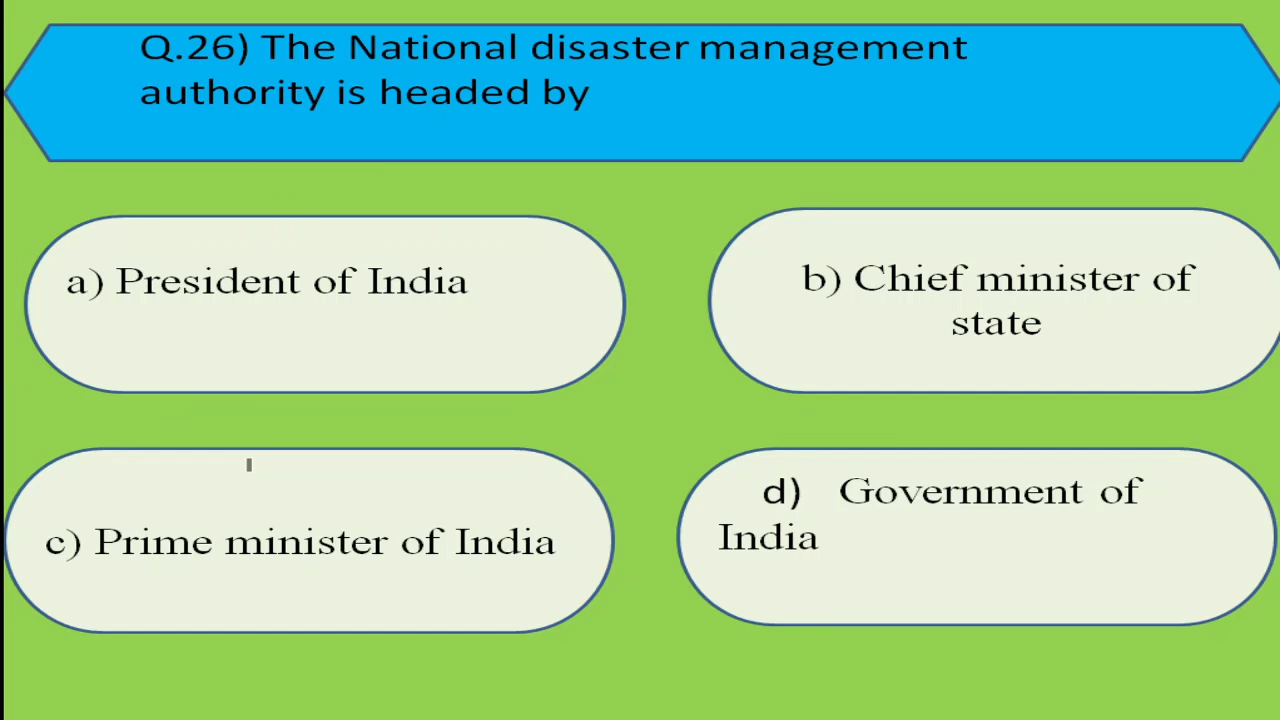 Q.26) The National disaster management
authority is headed by
a) President of India
b) Chief minister of
state
c) Prime minister of India
d) Government of
India